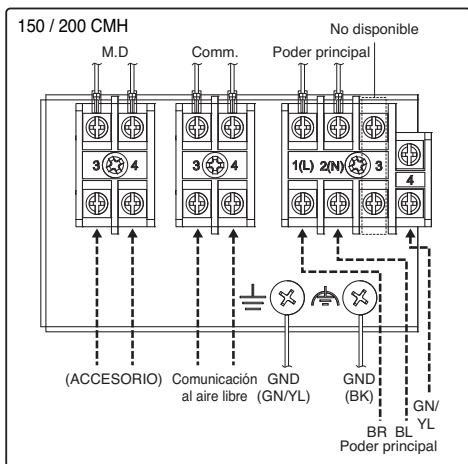 150 / 200 CMH
No disponible
M.D
Comm.
Poder principal
3 4
3 4
1(L) 2(N) 3
4
(ACCESORIO)
Comunicación
al aire libre
GND
(GN/YL)
GND
(BK)
GN/
YL
BR BL
Poder principal